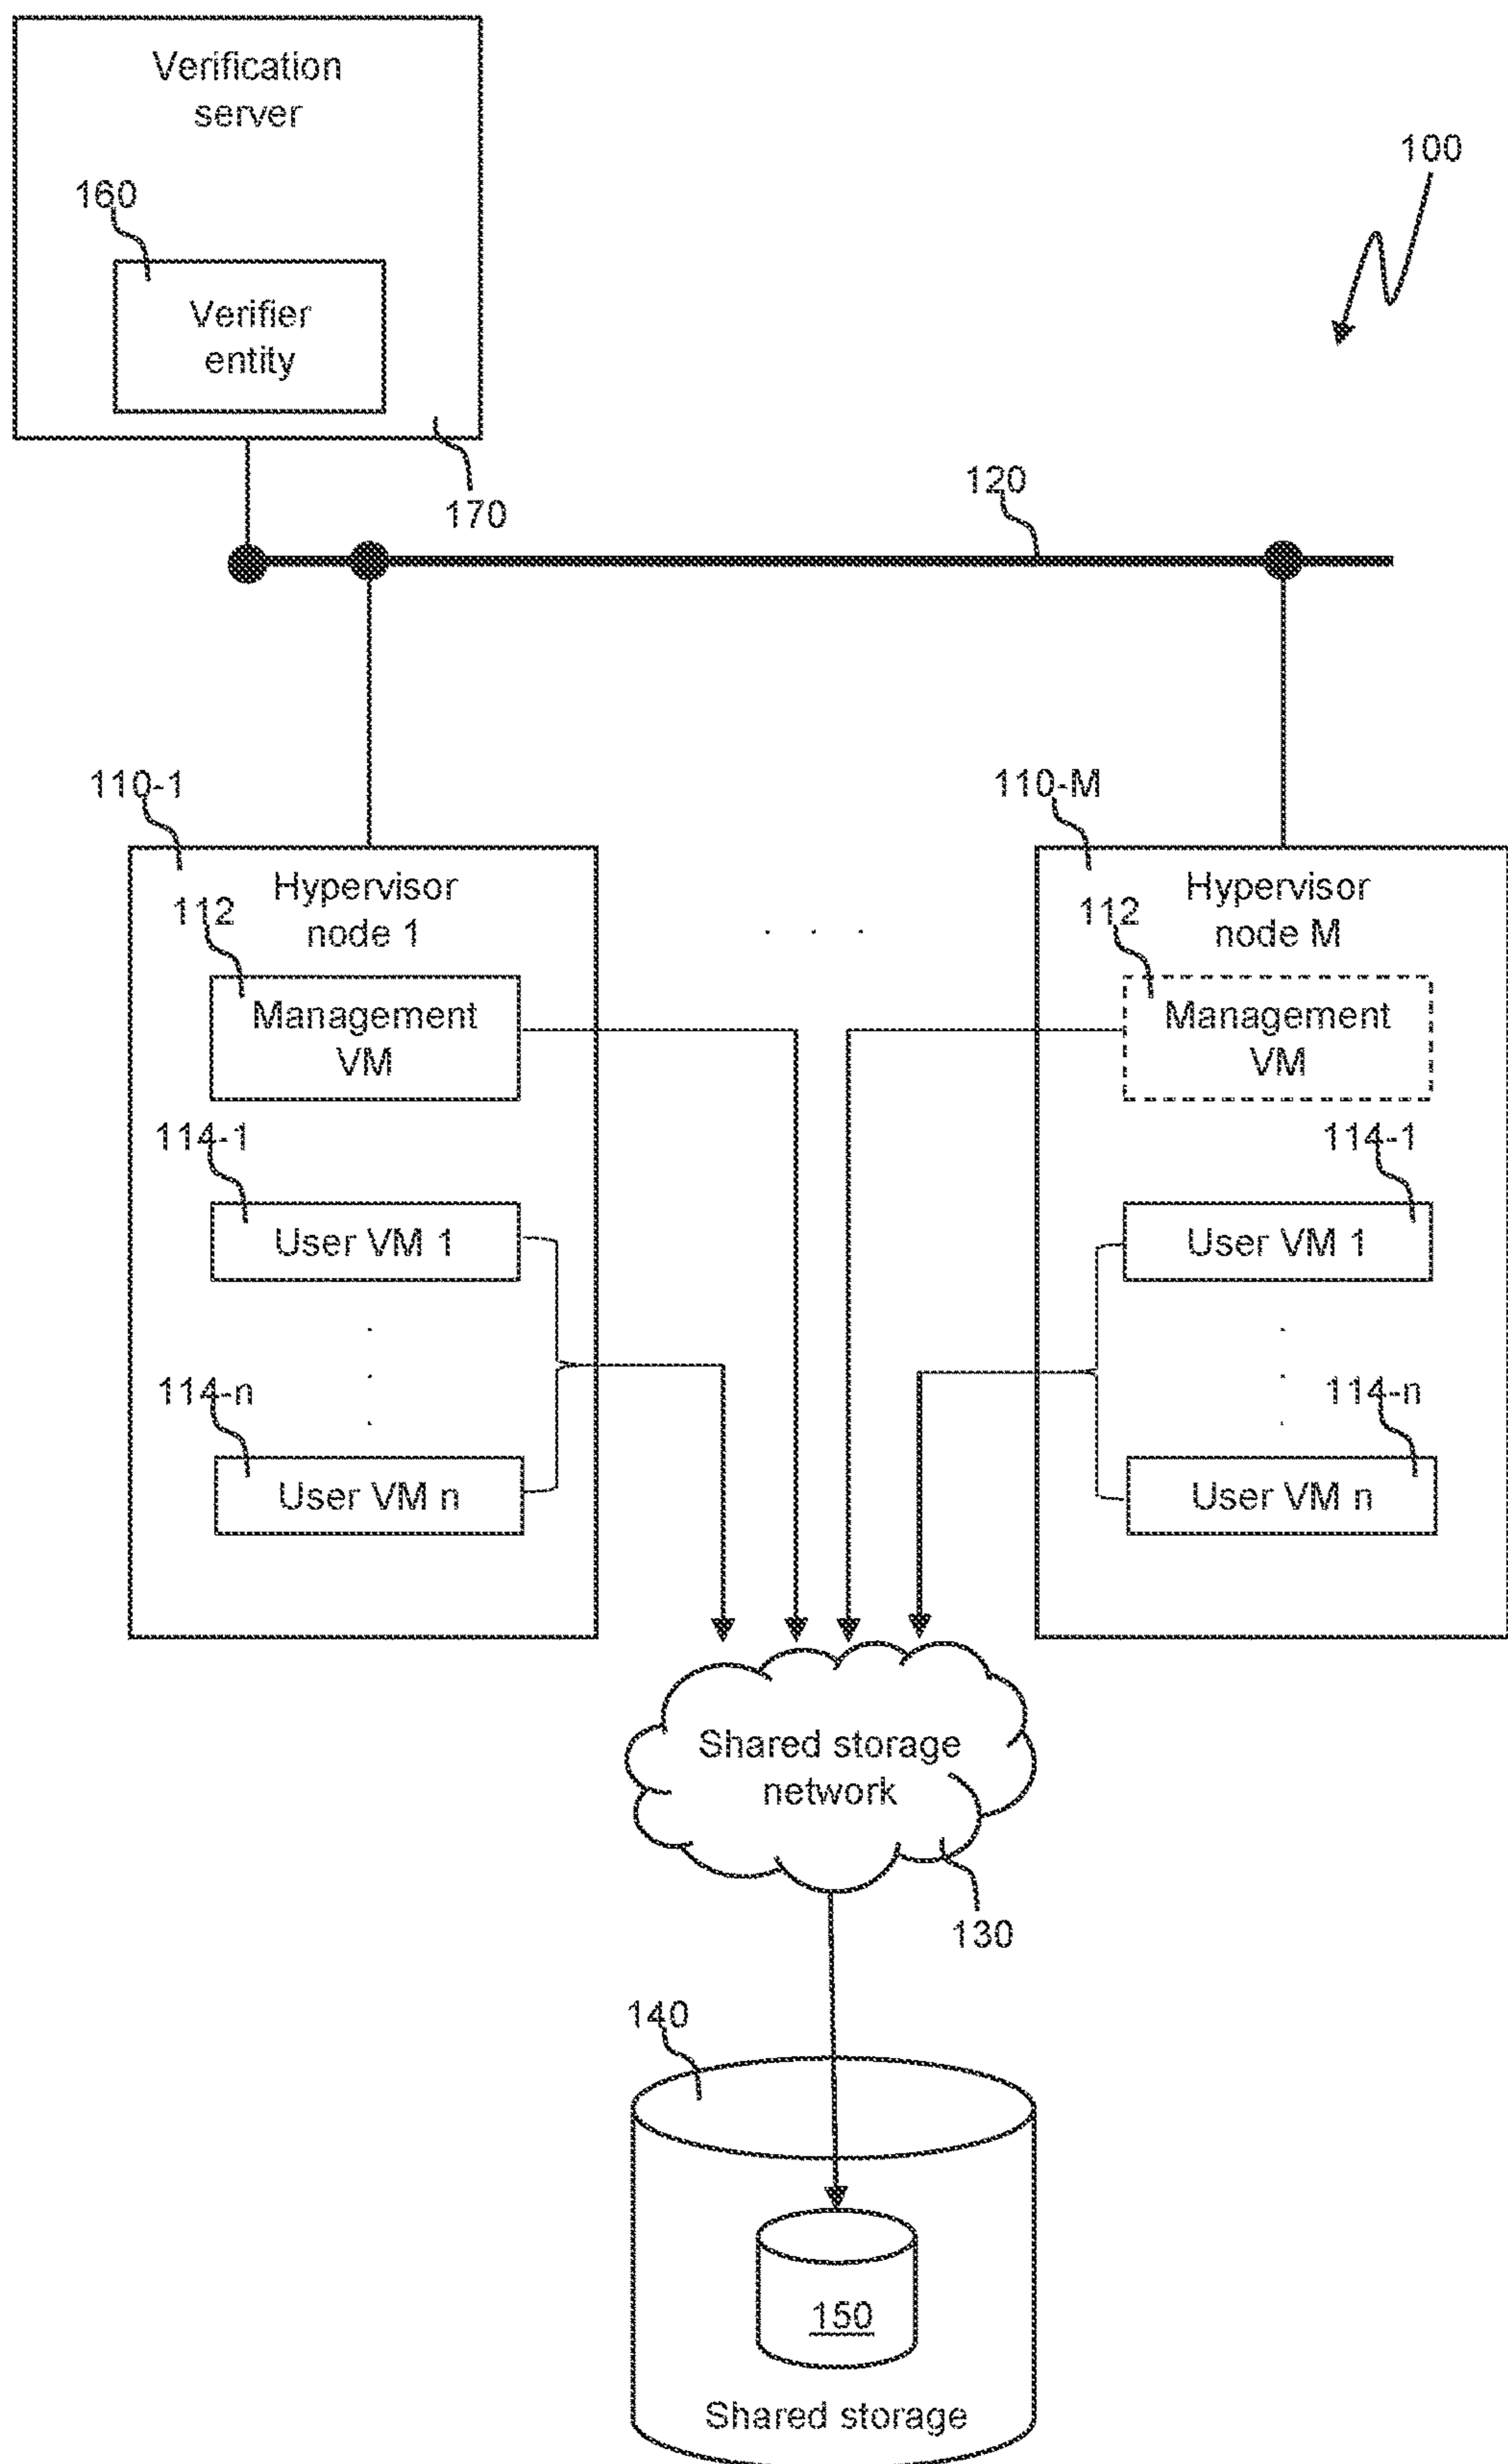 Verification
server
100
160
Verifier
entity
170
120
110-1
110-M
Hypervisor
node 1
112
Hypervisor
node M
112
. . .
Management
VM
Management
VM
114-1
114-1
User VM 1
User VM 1
114-n
114-n
User VM n
User VM n
Shared storage
network
130
140
150
Shared storage